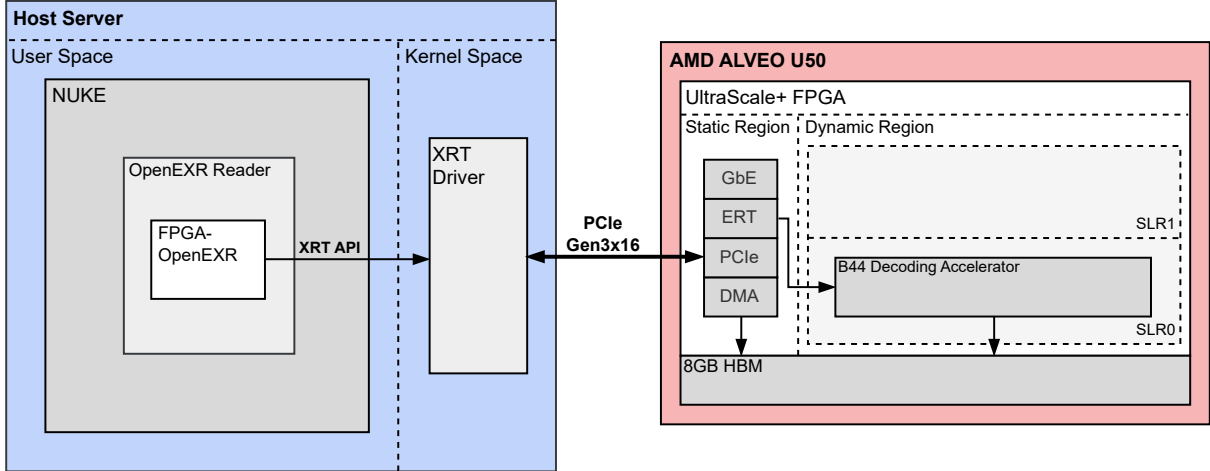 Host Server
User Space
Kernel Space
NUKE
OpenEXR Reader
FPGA-
OpenEXR
XRT API
XRT
Driver
PCIe
Gen3x16
AMD ALVEO U50
UltraScale+ FPGA
Static Region
Dynamic Region
GbE
ERT
PCIe
DMA
SLR1
B44 Decoding Accelerator
SLR0
8GB HBM